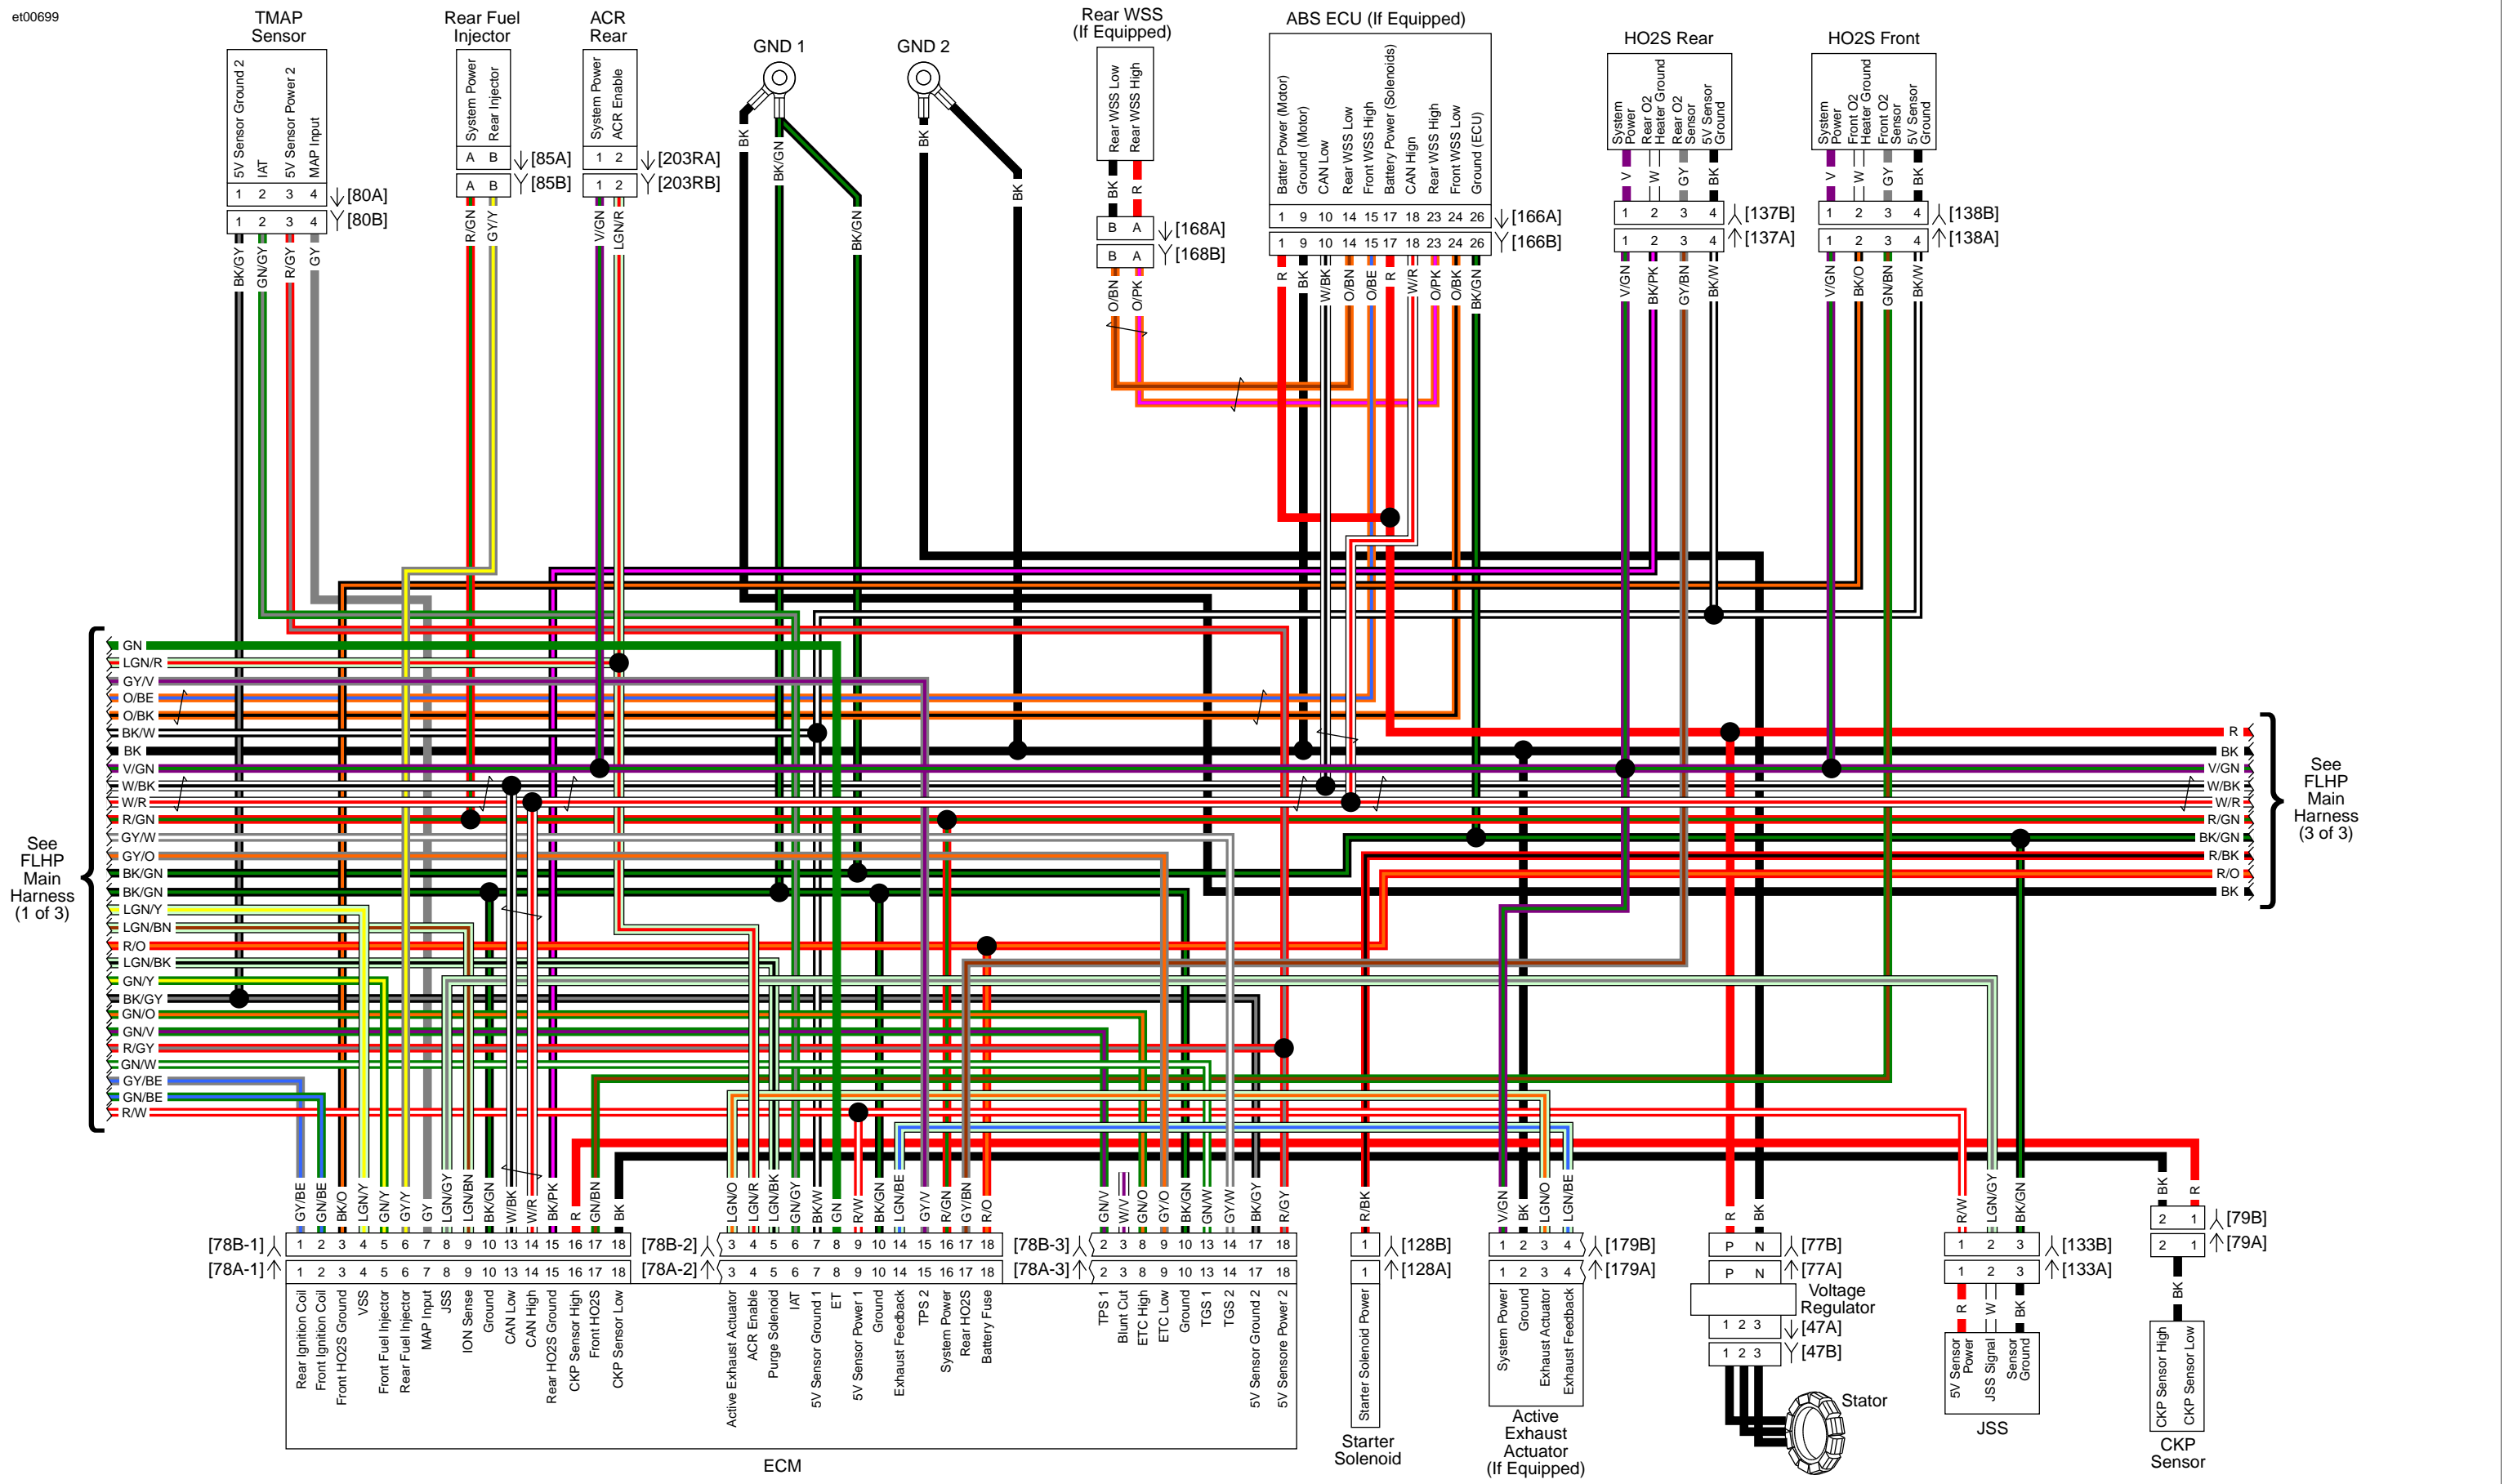 et00699
TMAP
Sensor
Rear Fuel
Injector
ACR
Rear
GND 1
GND 2
Rear WSS
(If Equipped)
ABS ECU (If Equipped)
HO2S Rear
HO2S Front
5V Sensor Ground 2
IAT
5V Sensor Power 2
MAP Input
1 2 3 4
[80A]
1 2 3 4
[80B]
BK/GY
GN/GY
R/GY
GY
System Power
Rear Injector
A B
[85A]
A B
[85B]
R/GN
GY/Y
System Power
ACR Enable
1 2
[203RA]
1 2
[203RB]
V/GN
LGN/R
BK
BK/GN
BK/GN
BK
BK
Rear WSS Low
Rear WSS High
BK
R
B A
[168A]
B A
[168B]
O/BN
O/PK
Batter Power (Motor)
Ground (Motor)
CAN Low
Rear WSS Low
Front WSS High
Battery Power (Solenoids)
CAN Hign
Rear WSS High
Front WSS Low
Ground (ECU)
1 9 10 14 15 17 18 23 24 26
[166A]
1 9 10 14 15 17 18 23 24 26
[166B]
R
BK
W/BK
O/BN
O/BE
R
W/R
O/PK
O/BK
BK/GN
System
Power
Rear O2
Heater Ground
Rear O2
Sensor
5V Sensor
Ground
V
W
GY
BK
1 2 3 4
[137B]
1 2 3 4
[137A]
V/GN
BK/PK
GY/BN
BK/W
System
Power
Front O2
Heater Ground
Front O2
Sensor
5V Sensor
Ground
V
W
GY
BK
1 2 3 4
[138B]
1 2 3 4
[138A]
V/GN
BK/O
GN/BN
BK/W
See
FLHP
Main
Harness
(1 of 3)
GN
LGN/R
GY/V
O/BE
O/BK
BK/W
BK
V/GN
W/BK
W/R
R/GN
GY/W
GY/O
BK/GN
BK/GN
LGN/Y
LGN/BN
R/O
LGN/BK
GN/Y
BK/GY
GN/O
GN/V
R/GY
GN/W
GY/BE
GN/BE
R/W
R
BK
V/GN
W/BK
W/R
R/GN
BK/GN
R/BK
R/O
BK
See
FLHP
Main
Harness
(3 of 3)
GY/BE
GN/BE
BK/O
LGN/Y
GN/Y
GY/Y
GY
LGN/GY
LGN/BN
BK/GN
W/BK
W/R
BK/PK
R
GN/BN
BK
[78B-1]
1 2 3 4 5 6 7 8 9 10 13 14 15 16 17 18
[78A-1]
1 2 3 4 5 6 7 8 9 10 13 14 15 16 17 18
Rear Ignition Coil
Front Ignition Coil
Front HO2S Ground
VSS
Front Fuel Injector
Rear Fuel Injector
MAP Input
JSS
ION Sense
Ground
CAN Low
CAN High
Rear HO2S Ground
CKP Sensor High
Front HO2S
CKP Sensor Low
LGN/O
LGN/R
LGN/BK
GN/GY
BK/W
GN
R/W
BK/GN
LGN/BE
GY/V
R/GN
GY/BN
R/O
[78B-2]
3 4 5 6 7 8 9 10 14 15 16 17 18
[78A-2]
3 4 5 6 7 8 9 10 14 15 16 17 18
Active Exhaust Actuator
ACR Enable
Purge Solenoid
IAT
5V Sensor Ground 1
ET
5V Sensor Power 1
Ground
Exhaust Feedback
TPS 2
System Power
Rear HO2S
Battery Fuse
GN/V
W/V
GN/O
GY/O
BK/GN
GN/W
GY/W
BK/GY
R/GY
[78B-3]
2 3 8 9 10 13 14 17 18
[78A-3]
2 3 8 9 10 13 14 17 18
TPS 1
Blunt Cut
ETC High
ETC Low
Ground
TGS 1
TGS 2
5V Sensor Ground 2
5V Sensore Power 2
ECM
R/BK
1
[128B]
1
[128A]
Starter Solenoid Power
Starter
Solenoid
V/GN
BK
LGN/O
LGN/BE
1 2 3 4
[179B]
1 2 3 4
[179A]
System Power
Ground
Exhaust Actuator
Exhaust Feedback
Active
Exhaust
Actuator
(If Equipped)
R
BK
P N
[77B]
P N
[77A]
Voltage
Regulator
1 2 3
[47A]
1 2 3
[47B]
Stator
R/W
LGN/GY
BK/GN
1 2 3
[133B]
1 2 3
[133A]
R
W
BK
5V Sensor
Power
JSS Signal
Sensor
Ground
JSS
BK
R
2 1
[79B]
2 1
[79A]
BK
CKP Sensor High
CKP Sensor Low
CKP
Sensor